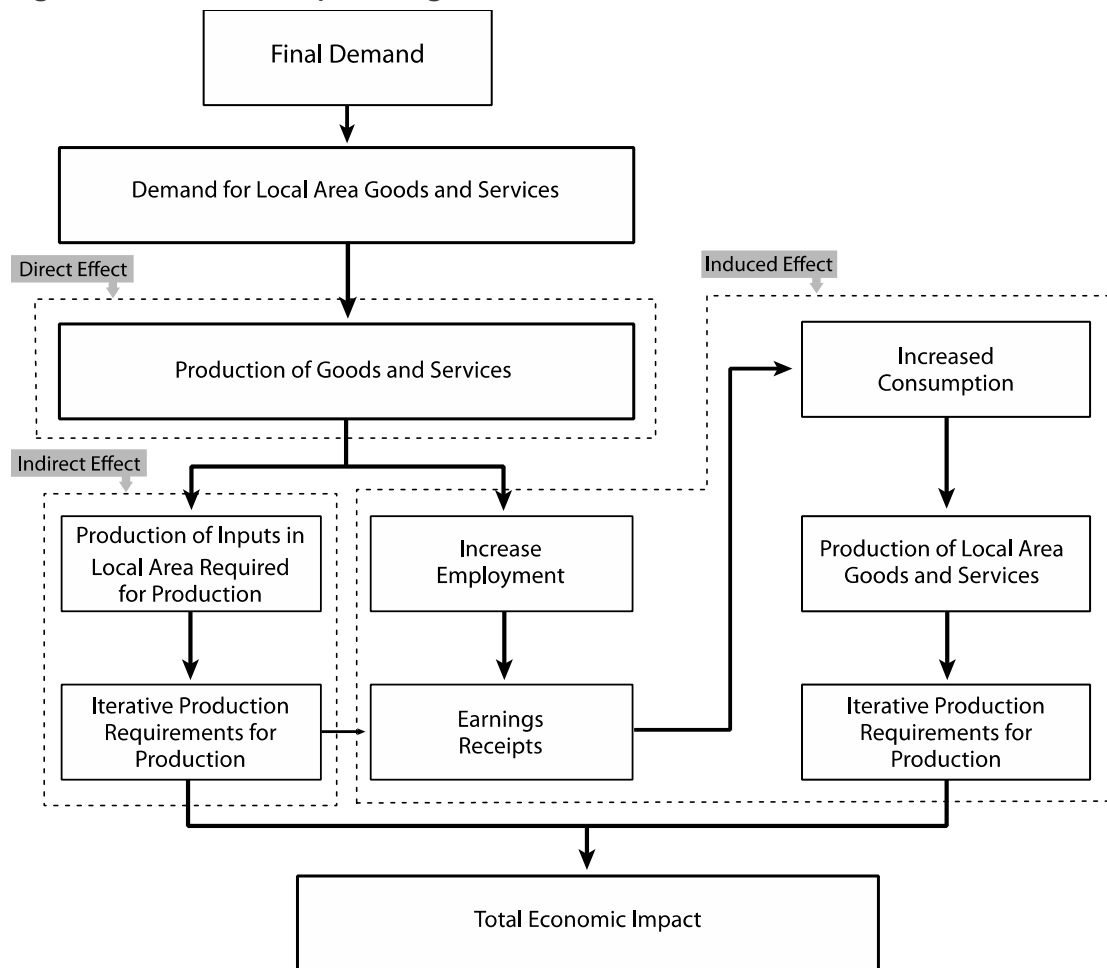 Final Demand
Demand for Local Area Goods and Services
Direct Effect
Induced Effect
Production of Goods and Services
Increased
Consumption
Indirect Effect
Production of Inputs in
Local Area Required
for Production
Increase
Employment
Production of Local Area
Goods and Services
Iterative Production
Requirements for
Production
Earnings
Receipts
Iterative Production
Requirements for
Production
Total Economic Impact